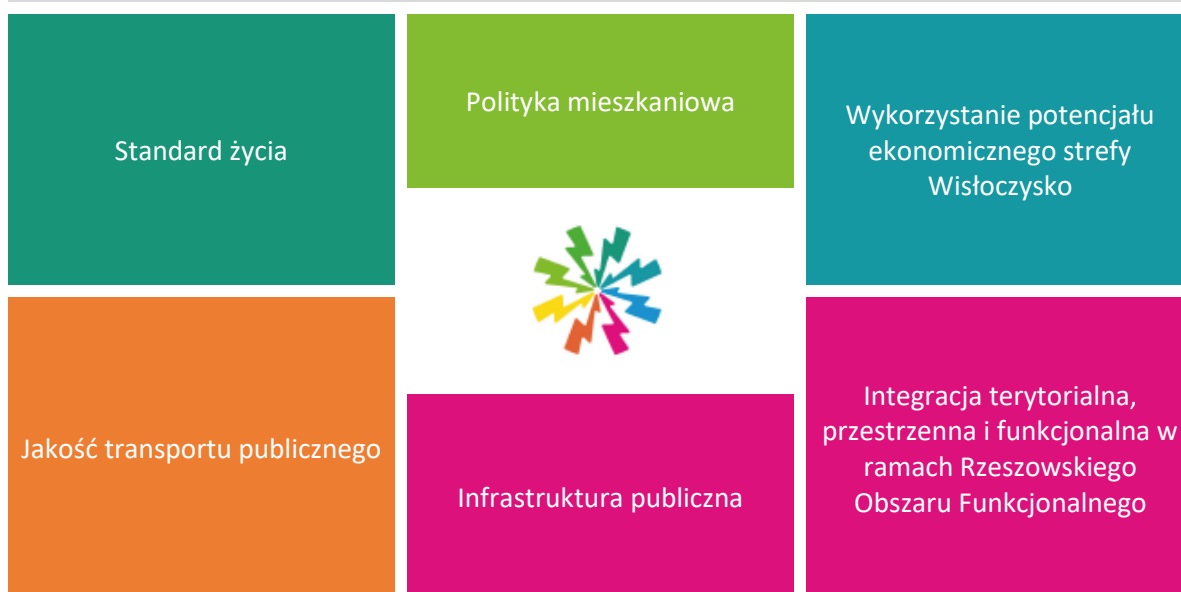 Standard życia
Polityka mieszkaniowa
Wykorzystanie potencjału
ekonomicznego strefy
Wisłoczysko
Jakość transportu publicznego
Infrastruktura publiczna
Integracja terytorialna,
przestrzenna i funkcjonalna w
ramach Rzeszowskiego
Obszaru Funkcjonalnego